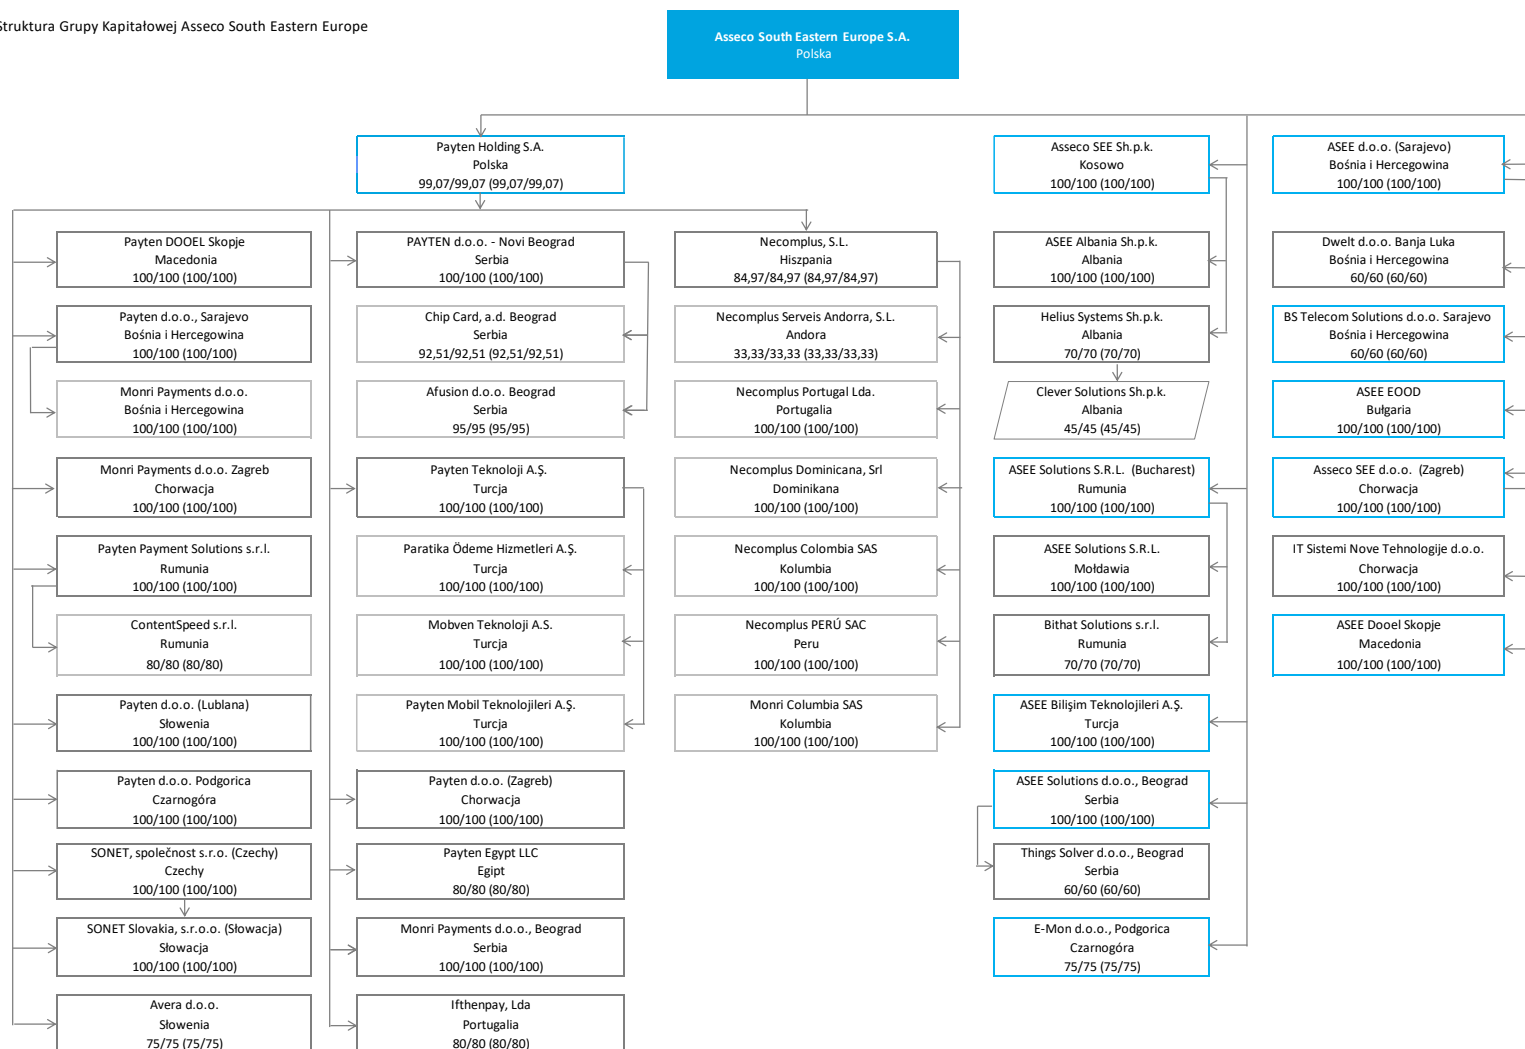 Struktura Grupy Kapitałowej Asseco South Eastern Europe
Asseco South Eastern Europe S.A.
Polska
Payten Holding S.A.
Polska
99,07/99,07 (99,07/99,07)
Payten DOOEL Skopje
Macedonia
100/100 (100/100)
Payten d.o.o., Sarajevo
Bośnia i Hercegowina
100/100 (100/100)
Monri Payments d.o.o.
Bośnia i Hercegowina
100/100 (100/100)
Monri Payments d.o.o. Zagreb
Chorwacja
100/100 (100/100)
Payten Payment Solutions s.r.l.
Rumunia
100/100 (100/100)
ContentSpeed s.r.l.
Rumunia
80/80 (80/80)
Payten d.o.o. (Lublana)
Słowenia
100/100 (100/100)
Payten d.o.o. Podgorica
Czarnogóra
100/100 (100/100)
SONET, společnost s.r.o. (Czechy)
Czechy
100/100 (100/100)
SONET Slovakia, s.r.o.o. (Słowacja)
Słowacja
100/100 (100/100)
Avera d.o.o.
Słowenia
75/75 (75/75)
PAYTEN d.o.o. - Novi Beograd
Serbia
100/100 (100/100)
Chip Card, a.d. Beograd
Serbia
92,51/92,51 (92,51/92,51)
Afusion d.o.o. Beograd
Serbia
95/95 (95/95)
Payten Teknoloji A.Ş.
Turcja
100/100 (100/100)
Paratika Ödeme Hizmetleri A.Ş.
Turcja
100/100 (100/100)
Mobven Teknoloji A.S.
Turcja
100/100 (100/100)
Payten Mobil Teknolojileri A.Ş.
Turcja
100/100 (100/100)
Payten d.o.o. (Zagreb)
Chorwacja
100/100 (100/100)
Payten Egypt LLC
Egipt
80/80 (80/80)
Monri Payments d.o.o., Beograd
Serbia
100/100 (100/100)
Ifthenpay, Lda
Portugalia
80/80 (80/80)
Necomplus, S.L.
Hiszpania
84,97/84,97 (84,97/84,97)
Necomplus Serveis Andorra, S.L.
Andora
33,33/33,33 (33,33/33,33)
Necomplus Portugal Lda.
Portugalia
100/100 (100/100)
Necomplus Dominicana, Srl
Dominikana
100/100 (100/100)
Necomplus Colombia SAS
Kolumbia
100/100 (100/100)
Necomplus PERÚ SAC
Peru
100/100 (100/100)
Monri Columbia SAS
Kolumbia
100/100 (100/100)
Asseco SEE Sh.p.k.
Kosowo
100/100 (100/100)
ASEE Albania Sh.p.k.
Albania
100/100 (100/100)
Helius Systems Sh.p.k.
Albania
70/70 (70/70)
Clever Solutions Sh.p.k.
Albania
45/45 (45/45)
ASEE Solutions S.R.L. (Bucharest)
Rumunia
100/100 (100/100)
ASEE Solutions S.R.L.
Mołdawia
100/100 (100/100)
Bithat Solutions s.r.l.
Rumunia
70/70 (70/70)
ASEE Bilişim Teknolojileri A.Ş.
Turcja
100/100 (100/100)
ASEE Solutions d.o.o., Beograd
Serbia
100/100 (100/100)
Things Solver d.o.o., Beograd
Serbia
60/60 (60/60)
E-Mon d.o.o., Podgorica
Czarnogóra
75/75 (75/75)
ASEE d.o.o. (Sarajevo)
Bośnia i Hercegowina
100/100 (100/100)
Dwelt d.o.o. Banja Luka
Bośnia i Hercegowina
60/60 (60/60)
BS Telecom Solutions d.o.o. Sarajevo
Bośnia i Hercegowina
60/60 (60/60)
ASEE EOOD
Bułgaria
100/100 (100/100)
Asseco SEE d.o.o. (Zagreb)
Chorwacja
100/100 (100/100)
IT Sistemi Nove Tehnologije d.o.o.
Chorwacja
100/100 (100/100)
ASEE Dooel Skopje
Macedonia
100/100 (100/100)